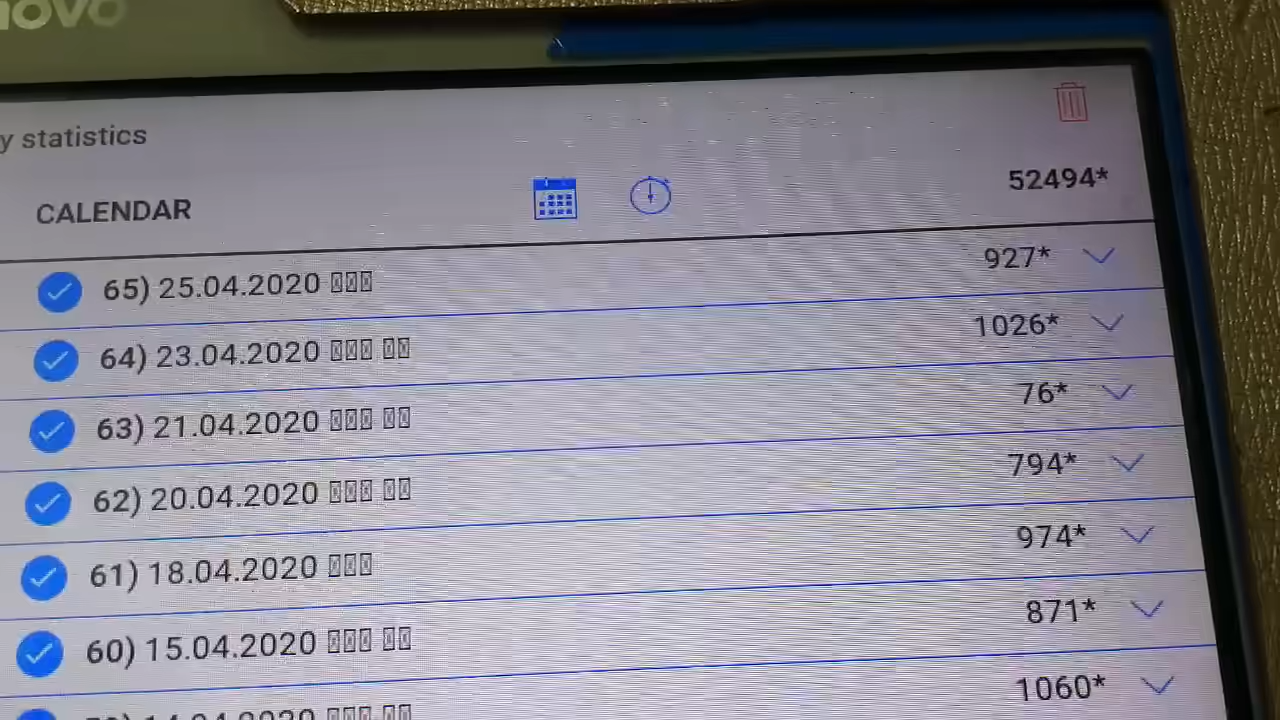 novo
y statistics
CALENDAR 52494*
65) 25.04.2020 927*
64) 23.04.2020 1026*
63) 21.04.2020 76*
62) 20.04.2020 794*
61) 18.04.2020 974*
60) 15.04.2020 871*
1060*